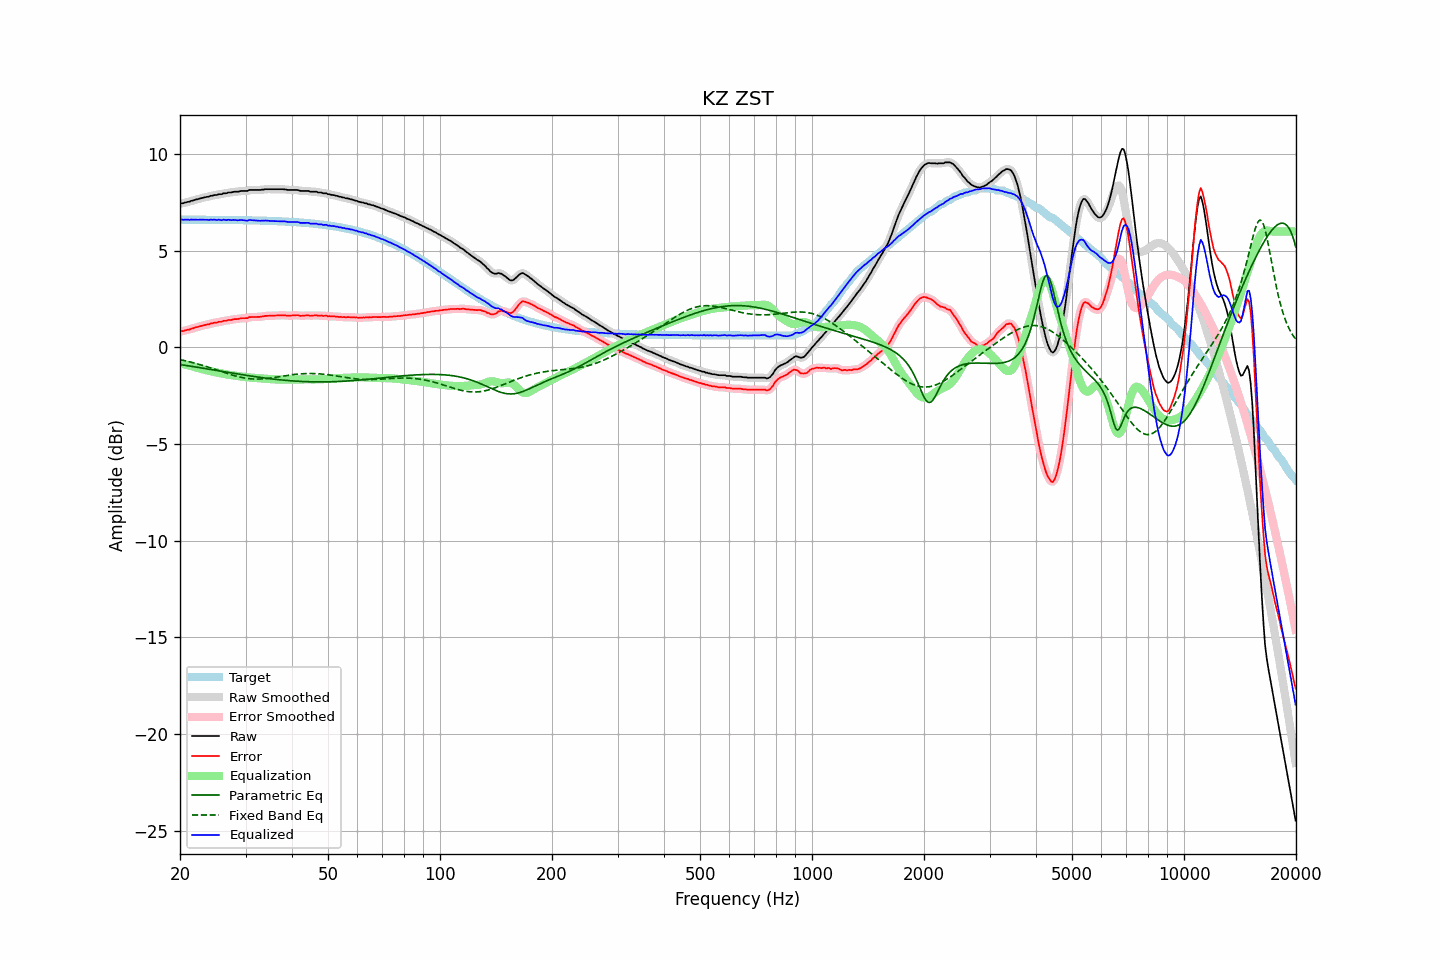 KZ ZST
Amplitude (dBr)
10
5
0
−5
−10
−15
−20
−25
Target
Raw Smoothed
Error Smoothed
Raw
Error
Equalization
Parametric Eq
Fixed Band Eq
Equalized
20 50 100 200 500 1000 2000 5000 10000 20000
Frequency (Hz)